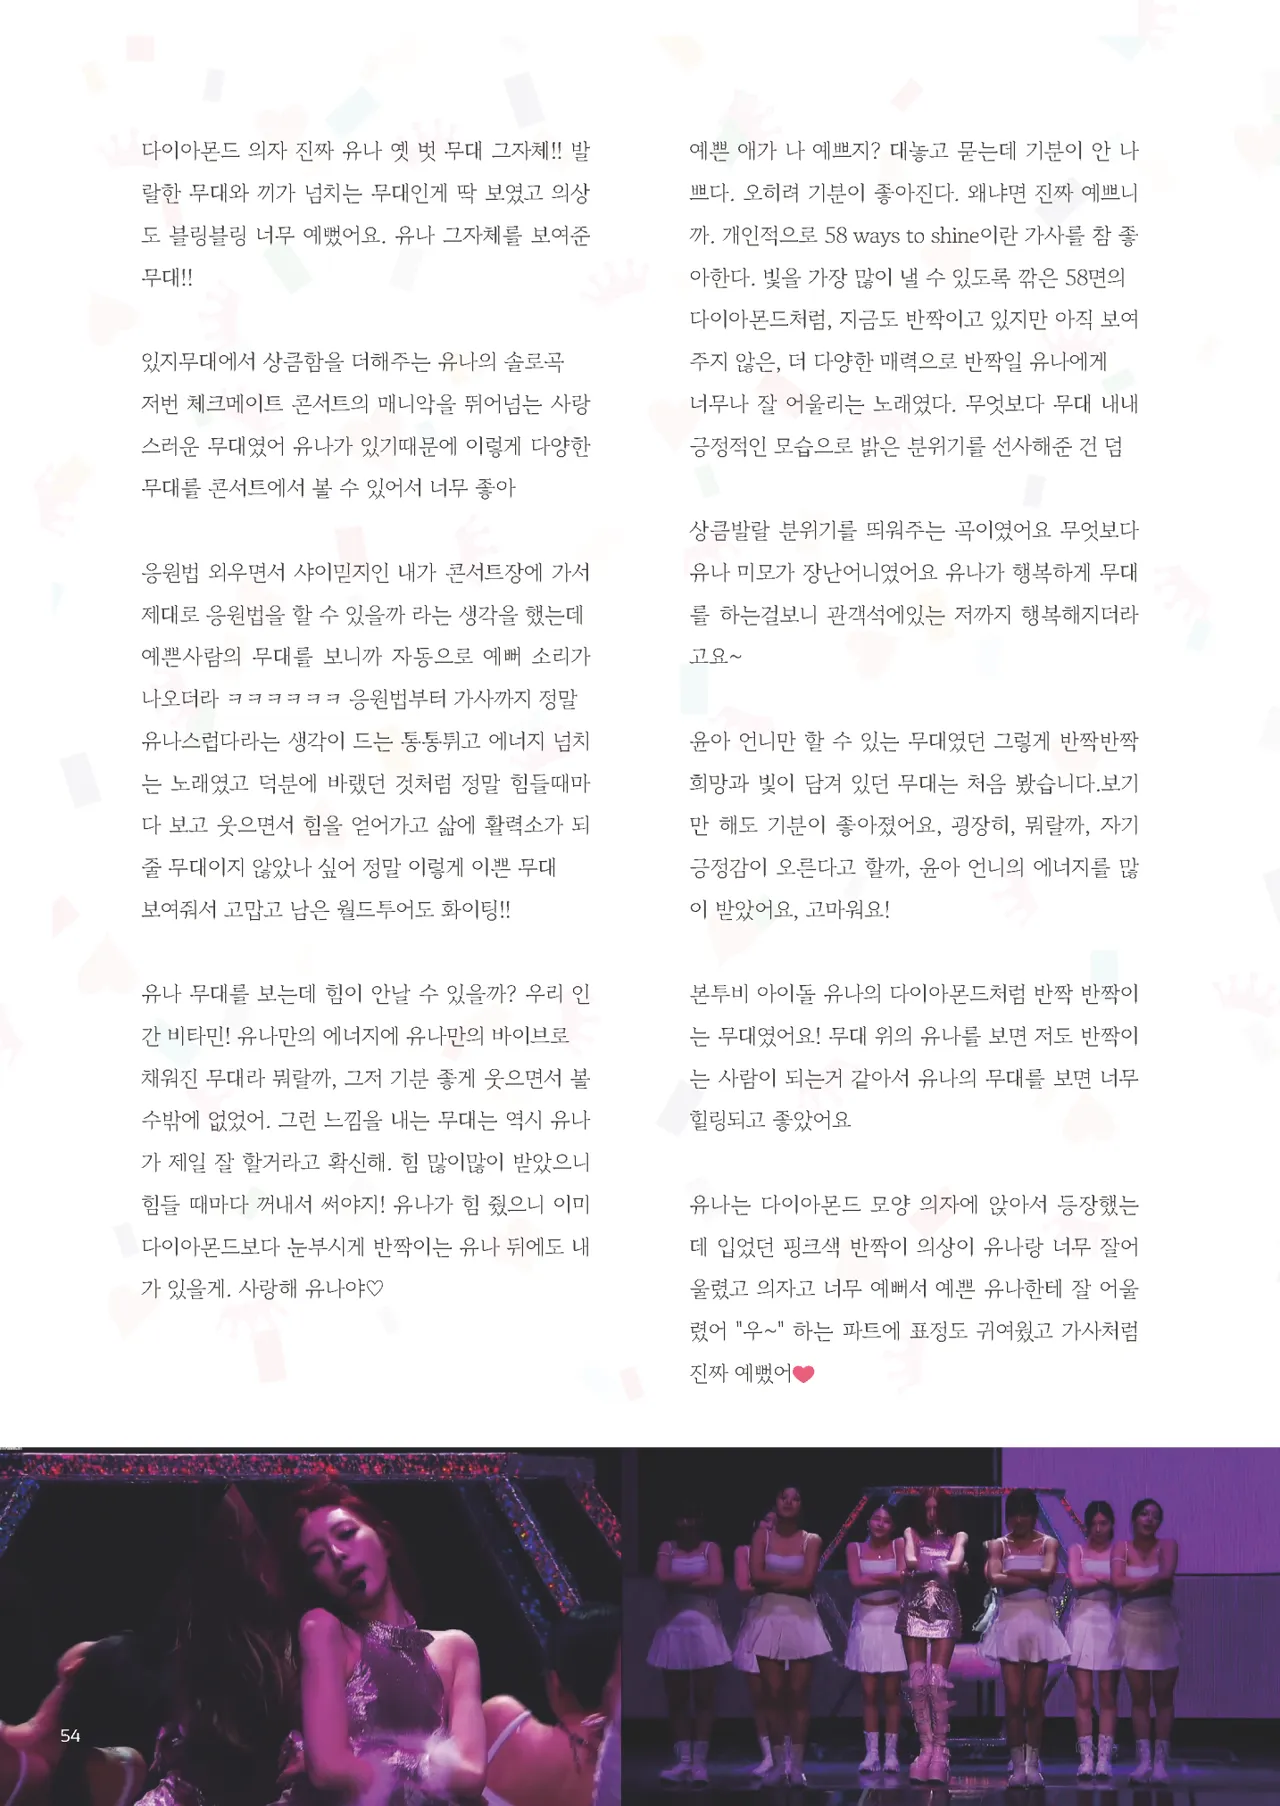 다이아몬드 의자 진짜 유나 옛 벗 무대 그자체!! 발
랄한 무대와 끼가 넘치는 무대인게 딱 보였고 의상
도 블링블링 너무 예뻤어요. 유나 그자체를 보여준
무대!!
있지무대에서 상큼함을 더해주는 유나의 솔로곡
저번 체크메이트 콘서트의 매니악을 뛰어넘는 사랑
스러운 무대였어 유나가 있기때문에 이렇게 다양한
무대를 콘서트에서 볼 수 있어서 너무 좋아
응원법 외우면서 샤이믿지인 내가 콘서트장에 가서
제대로 응원법을 할 수 있을까 라는 생각을 했는데
예쁜사람의 무대를 보니까 자동으로 예뻐 소리가
나오더라 ㅋㅋㅋㅋㅋㅋ 응원법부터 가사까지 정말
유나스럽다라는 생각이 드는 통통튀고 에너지 넘치
는 노래였고 덕분에 바랬던 것처럼 정말 힘들때마
다 보고 웃으면서 힘을 얻어가고 삶에 활력소가 되
줄 무대이지 않았나 싶어 정말 이렇게 이쁜 무대
보여줘서 고맙고 남은 월드투어도 화이팅!!
유나 무대를 보는데 힘이 안날 수 있을까? 우리 인
간 비타민! 유나만의 에너지에 유나만의 바이브로
채워진 무대라 뭐랄까, 그저 기분 좋게 웃으면서 볼
수밖에 없었어. 그런 느낌을 내는 무대는 역시 유나
가 제일 잘 할거라고 확신해. 힘 많이많이 받았으니
힘들 때마다 꺼내서 써야지! 유나가 힘 줬으니 이미
다이아몬드보다 눈부시게 반짝이는 유나 뒤에도 내
가 있을게. 사랑해 유나야♡
예쁜 애가 나 예쁘지? 대놓고 묻는데 기분이 안 나
쁘다. 오히려 기분이 좋아진다. 왜냐면 진짜 예쁘니
까. 개인적으로 58 ways to shine이란 가사를 참 좋
아한다. 빛을 가장 많이 낼 수 있도록 깎은 58면의
다이아몬드처럼, 지금도 반짝이고 있지만 아직 보여
주지 않은, 더 다양한 매력으로 반짝일 유나에게
너무나 잘 어울리는 노래였다. 무엇보다 무대 내내
긍정적인 모습으로 밝은 분위기를 선사해준 건 덤
상큼발랄 분위기를 띄워주는 곡이였어요 무엇보다
유나 미모가 장난어니였어요 유나가 행복하게 무대
를 하는걸보니 관객석에있는 저까지 행복해지더라
고요~
윤아 언니만 할 수 있는 무대였던 그렇게 반짝반짝
희망과 빛이 담겨 있던 무대는 처음 봤습니다.보기
만 해도 기분이 좋아졌어요, 굉장히, 뭐랄까, 자기
긍정감이 오른다고 할까, 윤아 언니의 에너지를 많
이 받았어요, 고마워요!
본투비 아이돌 유나의 다이아몬드처럼 반짝 반짝이
는 무대였어요! 무대 위의 유나를 보면 저도 반짝이
는 사람이 되는거 같아서 유나의 무대를 보면 너무
힐링되고 좋았어요
유나는 다이아몬드 모양 의자에 앉아서 등장했는
데 입었던 핑크색 반짝이 의상이 유나랑 너무 잘어
울렸고 의자고 너무 예뻐서 예쁜 유나한테 잘 어울
렸어 "우~" 하는 파트에 표정도 귀여웠고 가사처럼
진짜 예뻤어❤
54